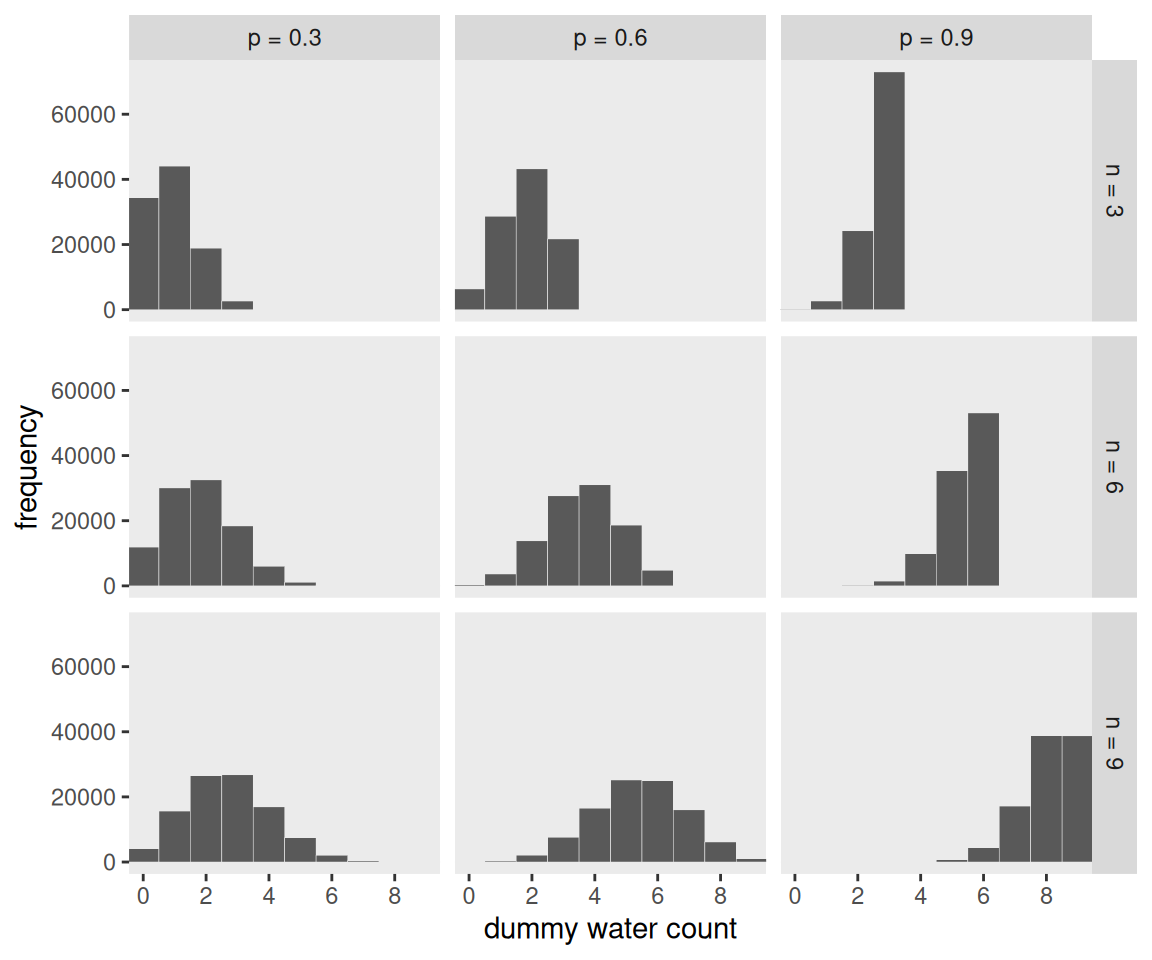 p = 0.3
p = 0.6
p = 0.9
60000
40000
20000
0
n = 3
60000
40000
20000
0
n = 6
60000
40000
20000
0
n = 9
frequency
0 2 4 6 8
0 2 4 6 8
0 2 4 6 8
dummy water count